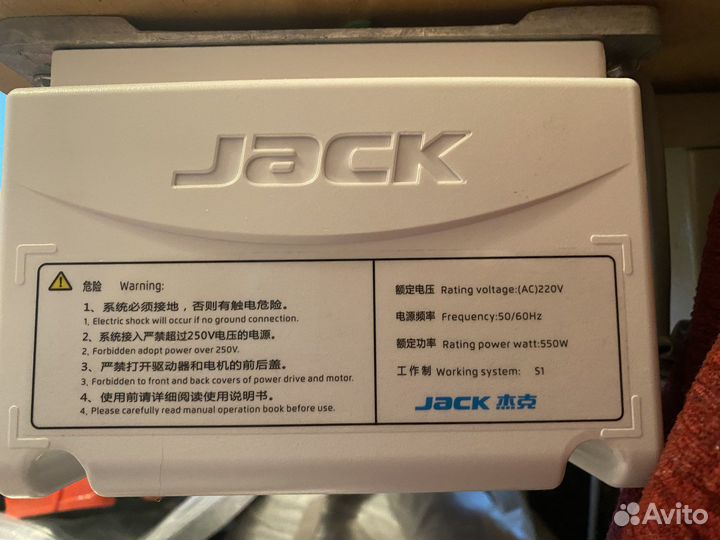 JACK
危险 Warning:
1、系统必须接地，否则有触电危险。
1. Electric shock will occur if no ground connection.
2、系统接入严禁超过250V电压的电源。
2. Forbidden adopt power over 250V.
3、严禁打开驱动器和电机的前后盖。
3. Forbidden to front and back covers of power drive and motor.
4、使用前请详细阅读使用说明书。
4. Please carefully read manual operation book before use.
额定电压 Rating voltage:(AC)220V
电源频率 Frequency:50/60Hz
额定功率 Rating power watt:550W
工作制 Working system: S1
JACK 杰克
Avito